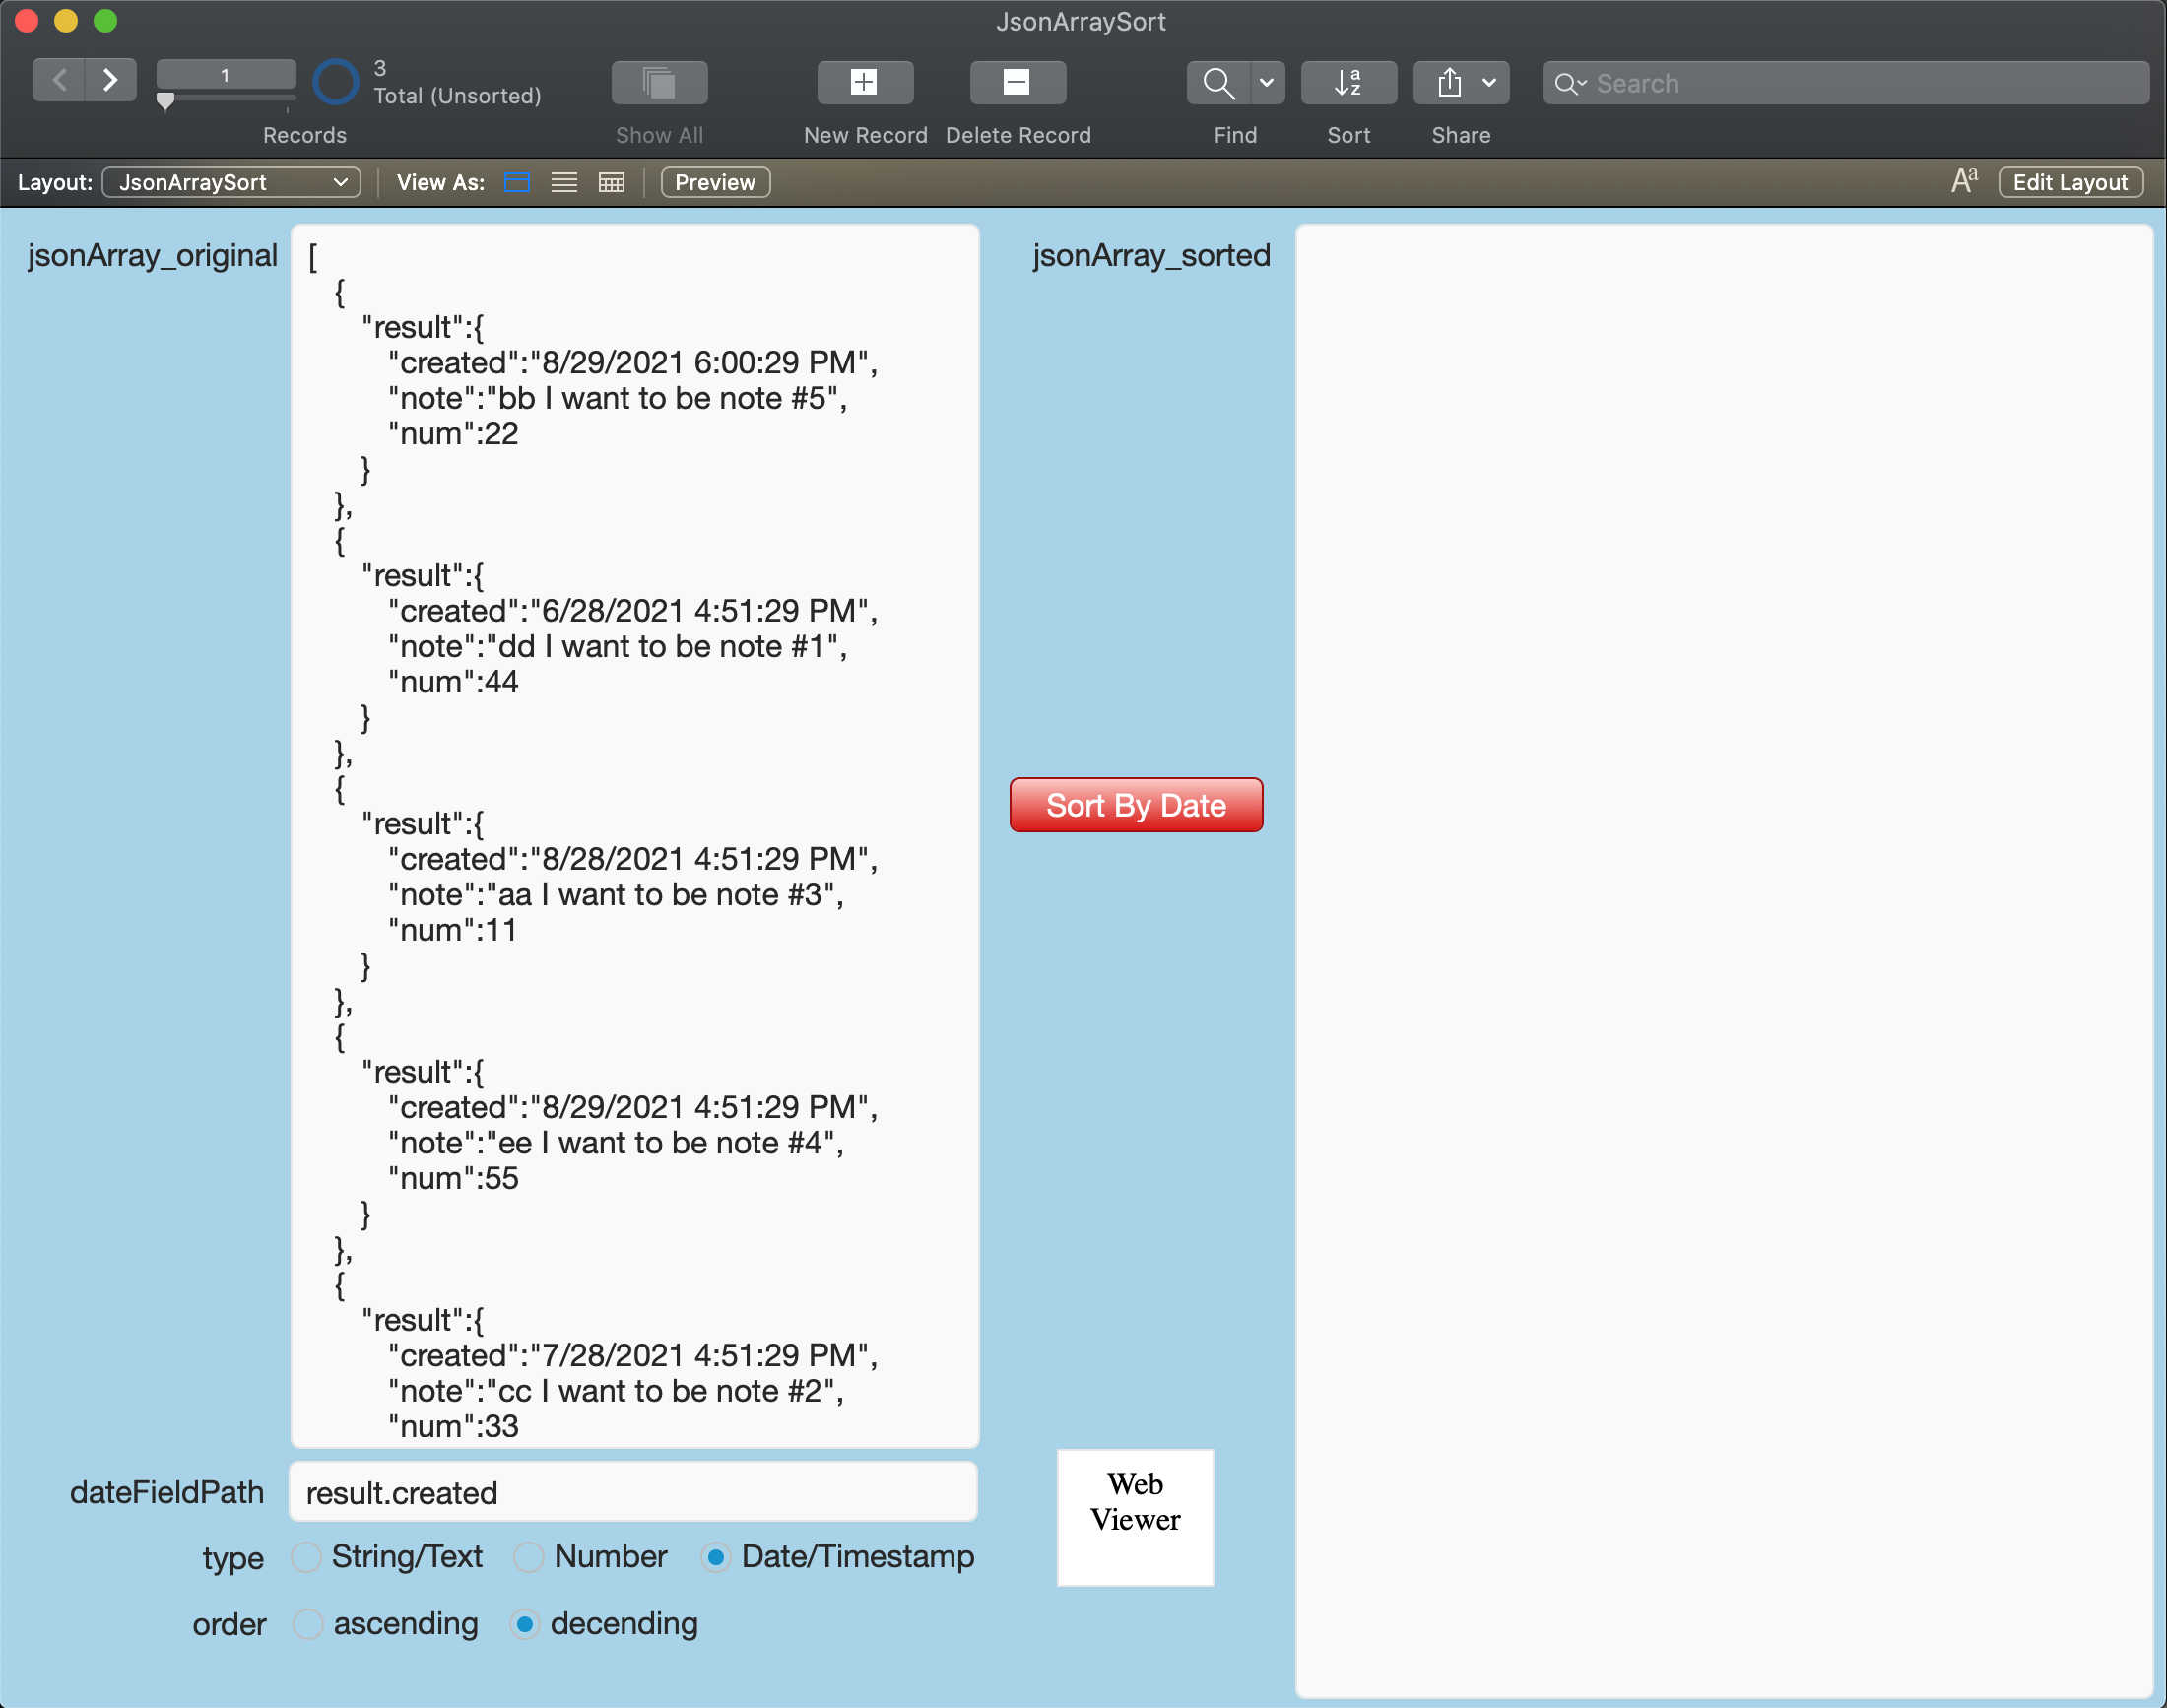 JsonArraySort
1
3
Total (Unsorted)
Records
Show All
New Record
Delete Record
Find
Sort
Share
Search
Layout: JsonArraySort View As: Preview Aa Edit Layout
jsonArray_original
[
{
"result":{
"created":"8/29/2021 6:00:29 PM",
"note":"bb I want to be note #5",
"num":22
}
},
{
"result":{
"created":"6/28/2021 4:51:29 PM",
"note":"dd I want to be note #1",
"num":44
}
},
{
"result":{
"created":"8/28/2021 4:51:29 PM",
"note":"aa I want to be note #3",
"num":11
}
},
{
"result":{
"created":"8/29/2021 4:51:29 PM",
"note":"ee I want to be note #4",
"num":55
}
},
{
"result":{
"created":"7/28/2021 4:51:29 PM",
"note":"cc I want to be note #2",
"num":33
jsonArray_sorted
Sort By Date
dateFieldPath result.created
type String/Text Number Date/Timestamp
order ascending decending
Web
Viewer